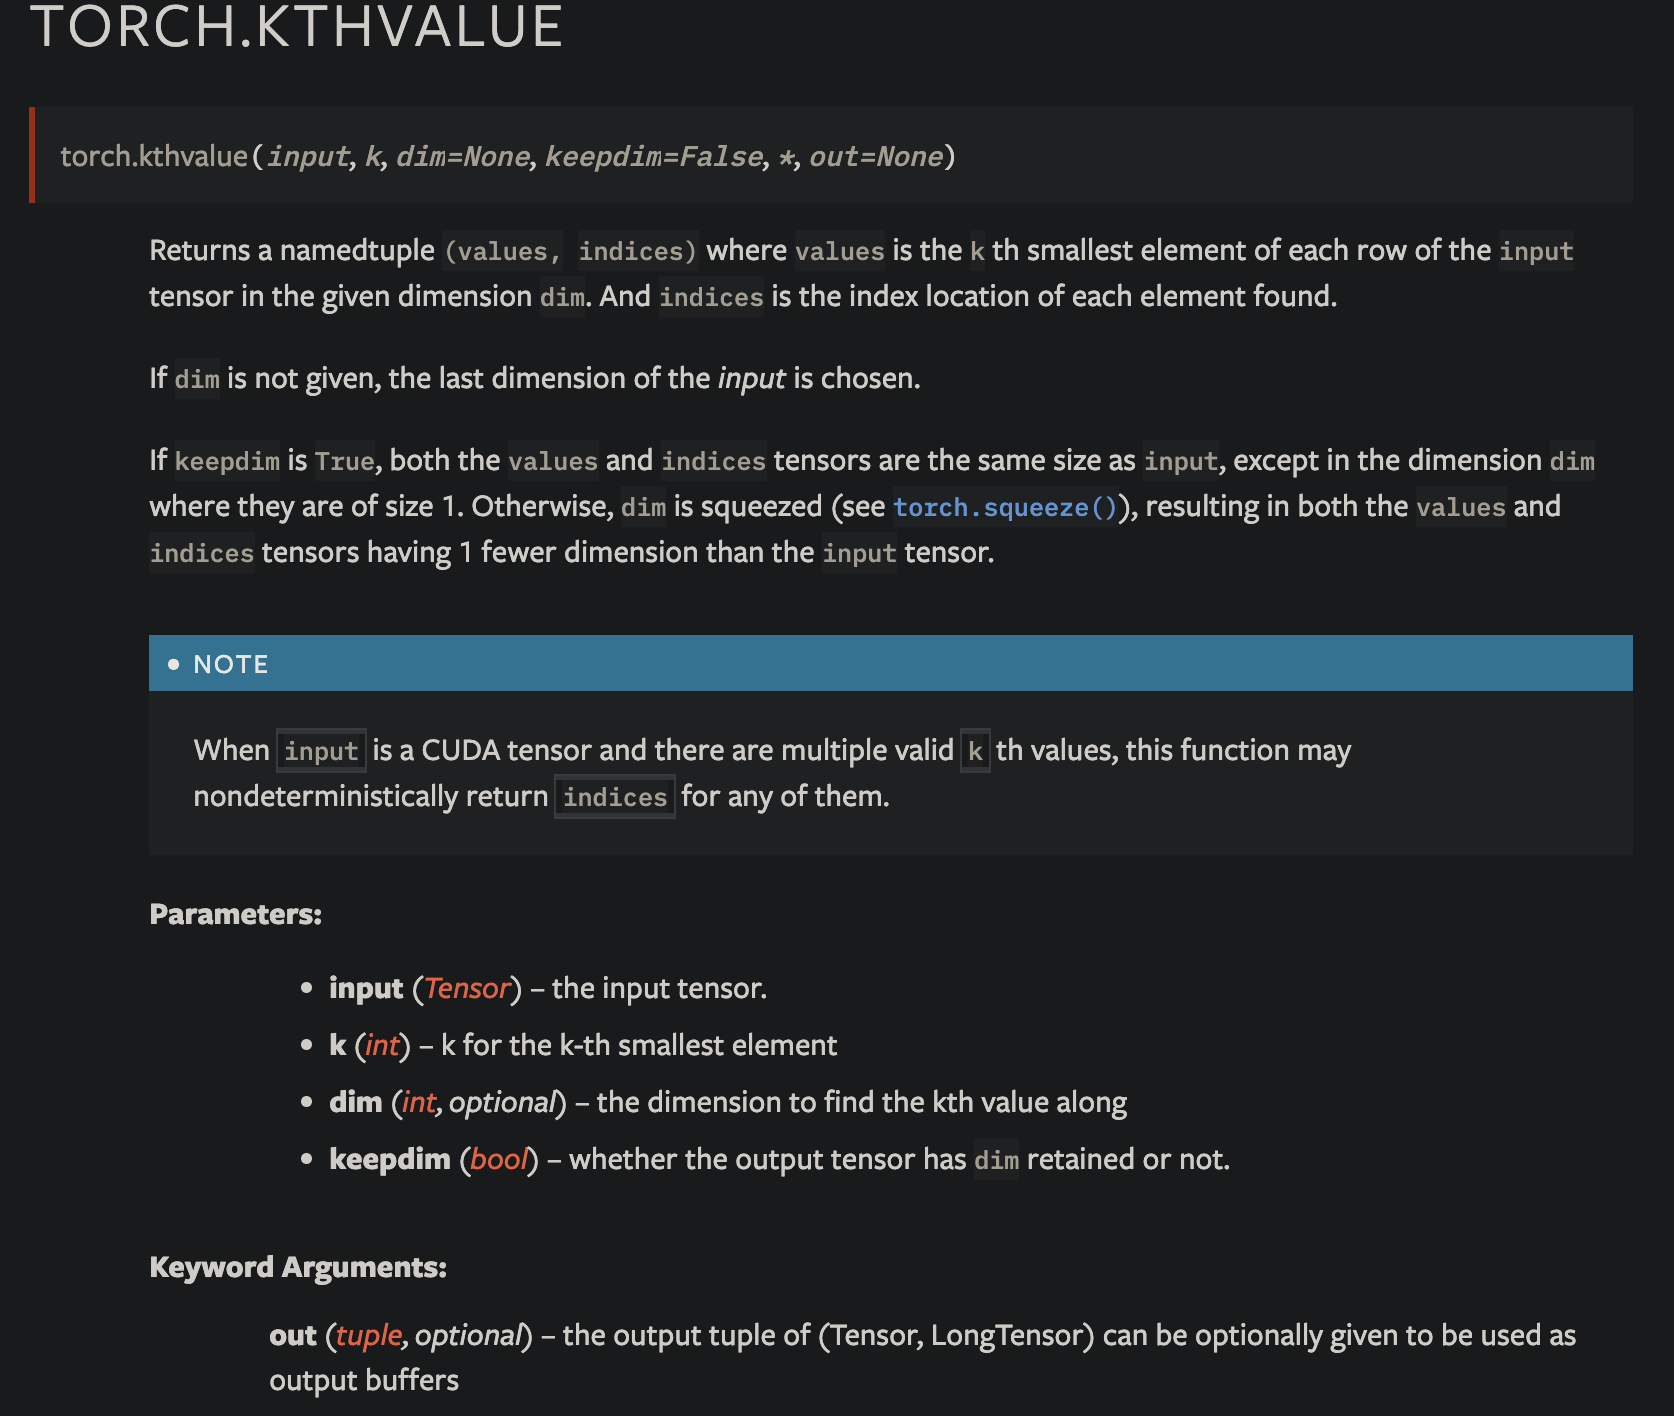 TORCH.KTHVALUE
torch.kthvalue(input, k, dim=None, keepdim=False, *, out=None)
Returns a namedtuple (values, indices) where values is the k th smallest element of each row of the input
tensor in the given dimension dim. And indices is the index location of each element found.
If dim is not given, the last dimension of the input is chosen.
If keepdim is True, both the values and indices tensors are the same size as input, except in the dimension dim
where they are of size 1. Otherwise, dim is squeezed (see torch.squeeze()), resulting in both the values and
indices tensors having 1 fewer dimension than the input tensor.
• NOTE
When input is a CUDA tensor and there are multiple valid k th values, this function may
nondeterministically return indices for any of them.
Parameters:
• input (Tensor) – the input tensor.
• k (int) – k for the k-th smallest element
• dim (int, optional) – the dimension to find the kth value along
• keepdim (bool) – whether the output tensor has dim retained or not.
Keyword Arguments:
out (tuple, optional) – the output tuple of (Tensor, LongTensor) can be optionally given to be used as
output buffers